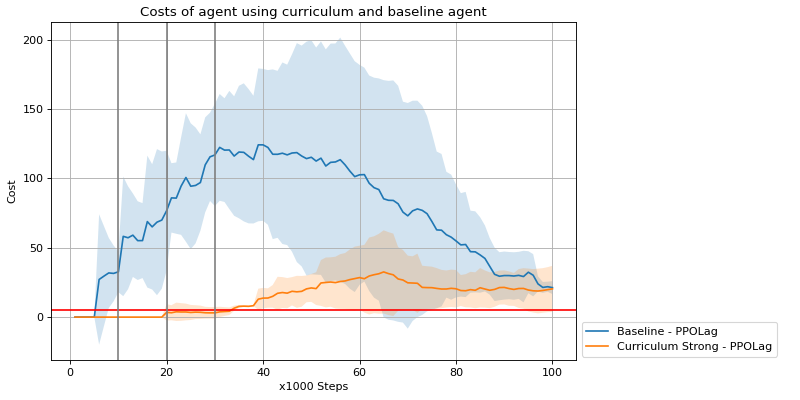 Costs of agent using curriculum and baseline agent
Cost
200
150
100
50
0
0 20 40 60 80 100
x1000 Steps
Baseline - PPOLag
Curriculum Strong - PPOLag